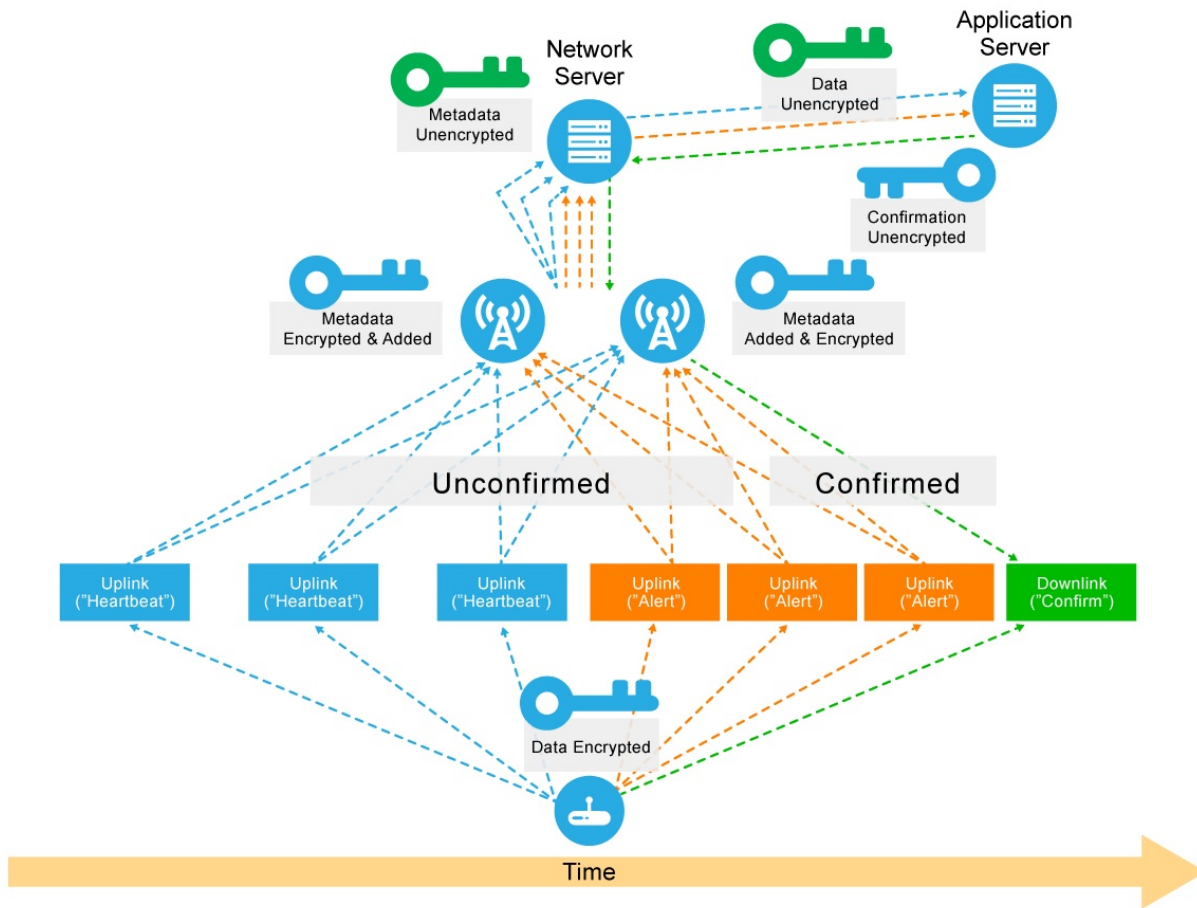 Application
Server
Network
Server
Data
Unencrypted
Metadada
Unencrypted
Confirmation
Unencrypted
Metadata
Encrypted & Added
Metadata
Added & Encrypted
Unconfirmed
Confirmed
Uplink
("Heartbeat")
Uplink
("Heartbeat")
Uplink
("Heartbeat")
Uplink
("Alert")
Uplink
("Alert")
Uplink
("Alert")
Downlink
("Confirm")
Data Encrypted
Time